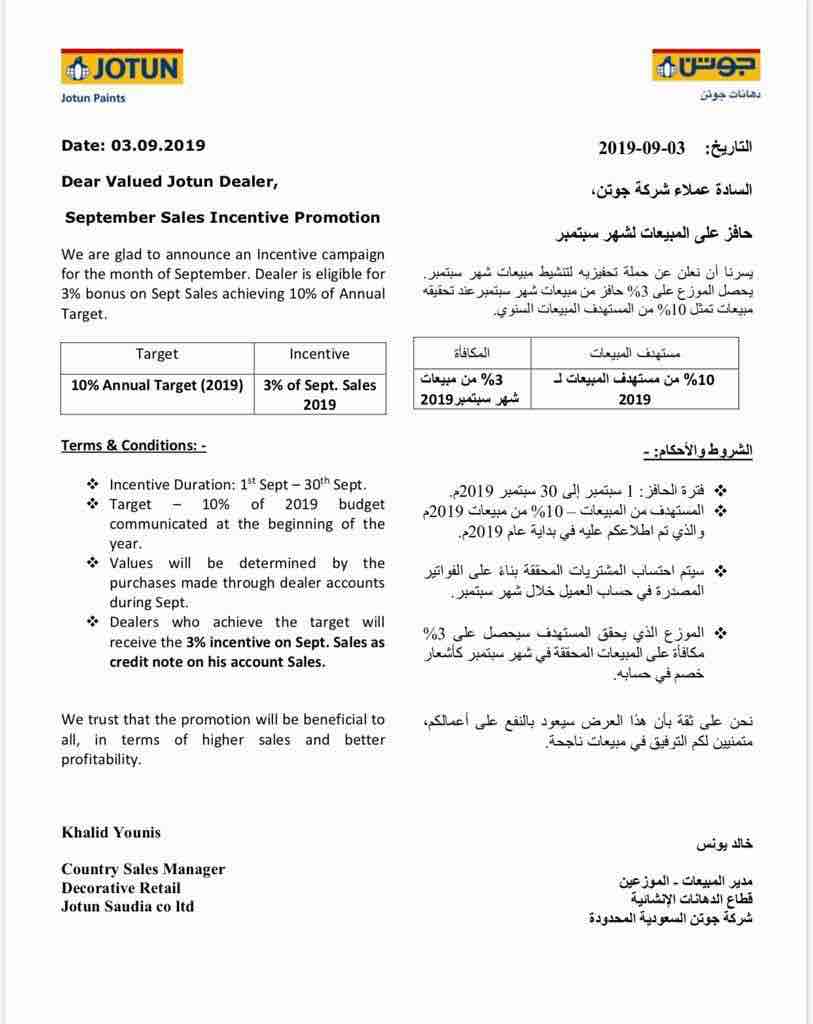 JOTUN
Jotun Paints
Date: 03.09.2019
Dear Valued Jotun Dealer,
September Sales Incentive Promotion
We are glad to announce an Incentive campaign
for the month of September. Dealer is eligible for
3% bonus on Sept Sales achieving 10% of Annual
Target.
Target Incentive
10% Annual Target (2019) 3% of Sept. Sales
2019
Terms & Conditions: -
❖ Incentive Duration: 1st Sept – 30th Sept.
❖ Target – 10% of 2019 budget
communicated at the beginning of the
year.
❖ Values will be determined by the
purchases made through dealer accounts
during Sept.
❖ Dealers who achieve the target will
receive the 3% incentive on Sept. Sales as
credit note on his account Sales.
We trust that the promotion will be beneficial to
all, in terms of higher sales and better
profitability.
Khalid Younis
Country Sales Manager
Decorative Retail
Jotun Saudia co ltd
جوتن
دهانات جوتن
التاريخ: 03-09-2019
السادة عملاء شركة جوتن،
حافز على المبيعات لشهر سبتمبر
يسرنا أن نعلن عن حملة تحفيزيه لتنشيط مبيعات شهر سبتمبر.
يحصل الموزع على 3% حافز من مبيعات شهر سبتمبرعند تحقيقه
مبيعات تمثل 10% من المستهدف المبيعات السنوي.
مستهدف المبيعات المكافأة
10% من مستهدف المبيعات لـ 3% من مبيعات
2019 شهر سبتمبر2019
الشروط والأحكام: -
❖ فترة الحافز: 1 سبتمبر إلى 30 سبتمبر 2019م.
❖ المستهدف من المبيعات – 10% من مبيعات 2019م
والذي تم اطلاعكم عليه في بداية عام 2019م.
❖ سيتم احتساب المشتريات المحققة بناءً على الفواتير
المصدرة في حساب العميل خلال شهر سبتمبر.
❖ الموزع الذي يحقق المستهدف سيحصل على 3%
مكافأة على المبيعات المحققة في شهر سبتمبر كأشعار
خصم في حسابه.
نحن على ثقة بأن هذا العرض سيعود بالنفع على أعمالكم،
متمنيين لكم التوفيق في مبيعات ناجحة.
خالد يونس
مدير المبيعات - الموزعين
قطاع الدهانات الإنشائية
شركة جوتن السعودية المحدودة